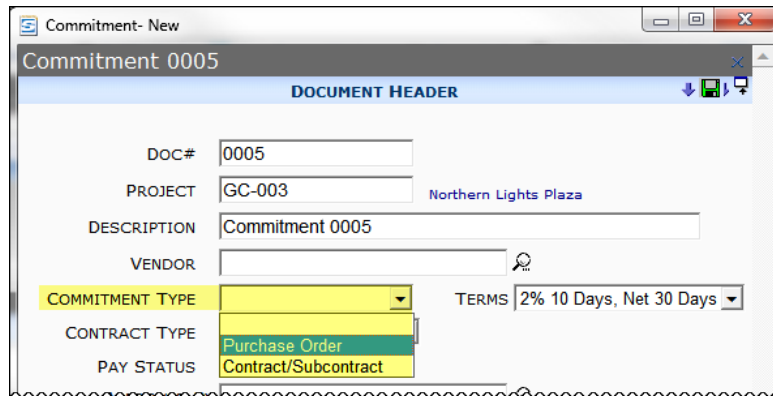 Commitment- New
Commitment 0005
DOCUMENT HEADER
DOC# 0005
PROJECT GC-003 Northern Lights Plaza
DESCRIPTION Commitment 0005
VENDOR
COMMITMENT TYPE TERMS 2% 10 Days, Net 30 Days
CONTRACT TYPE
Purchase Order
PAY STATUS Contract/Subcontract